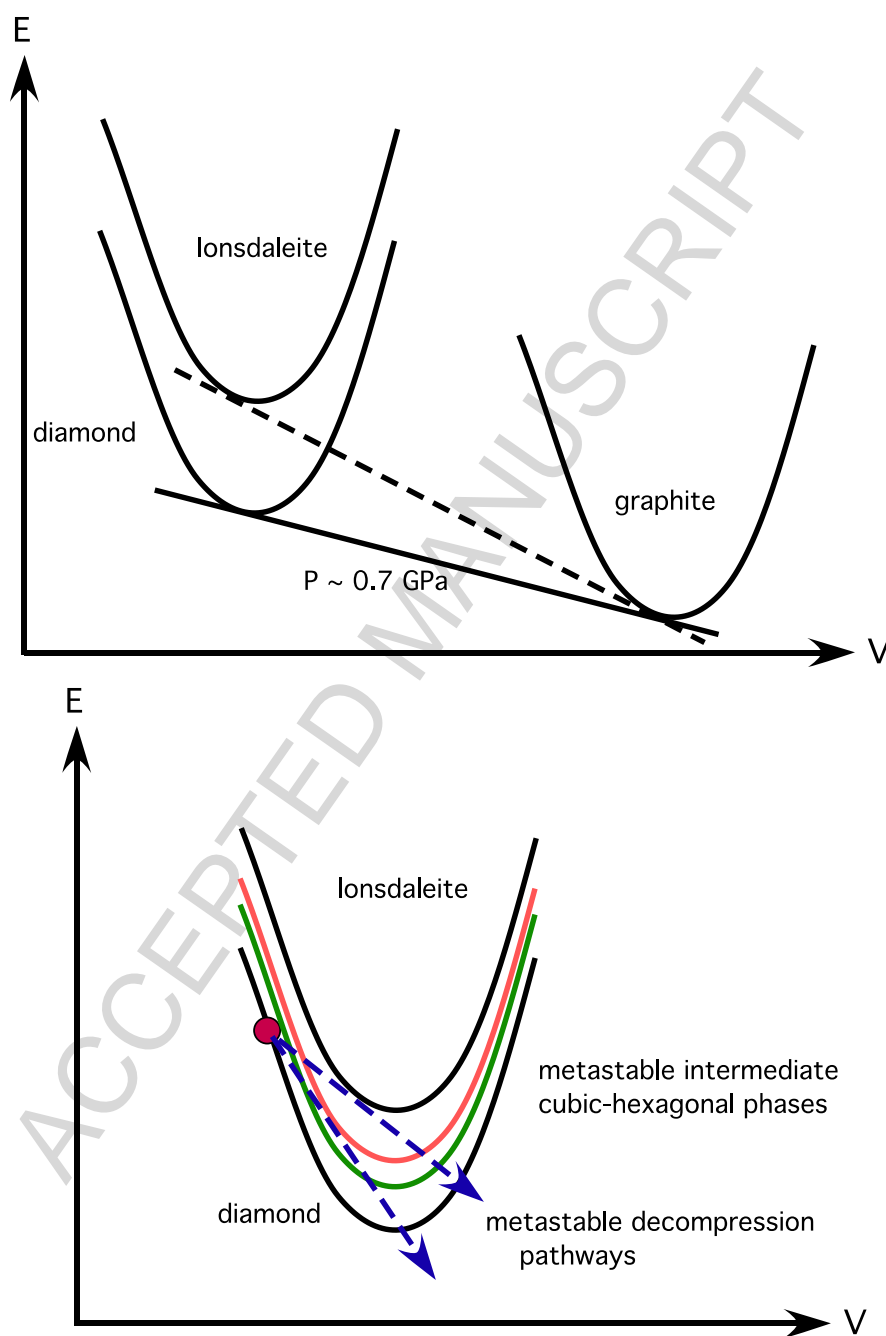 E
lonsdaleite
diamond
graphite
P ~ 0.7 GPa
V
E
lonsdaleite
metastable intermediate
cubic-hexagonal phases
diamond
metastable decompression
pathways
V
ACCEPTED MANUSCRIPT